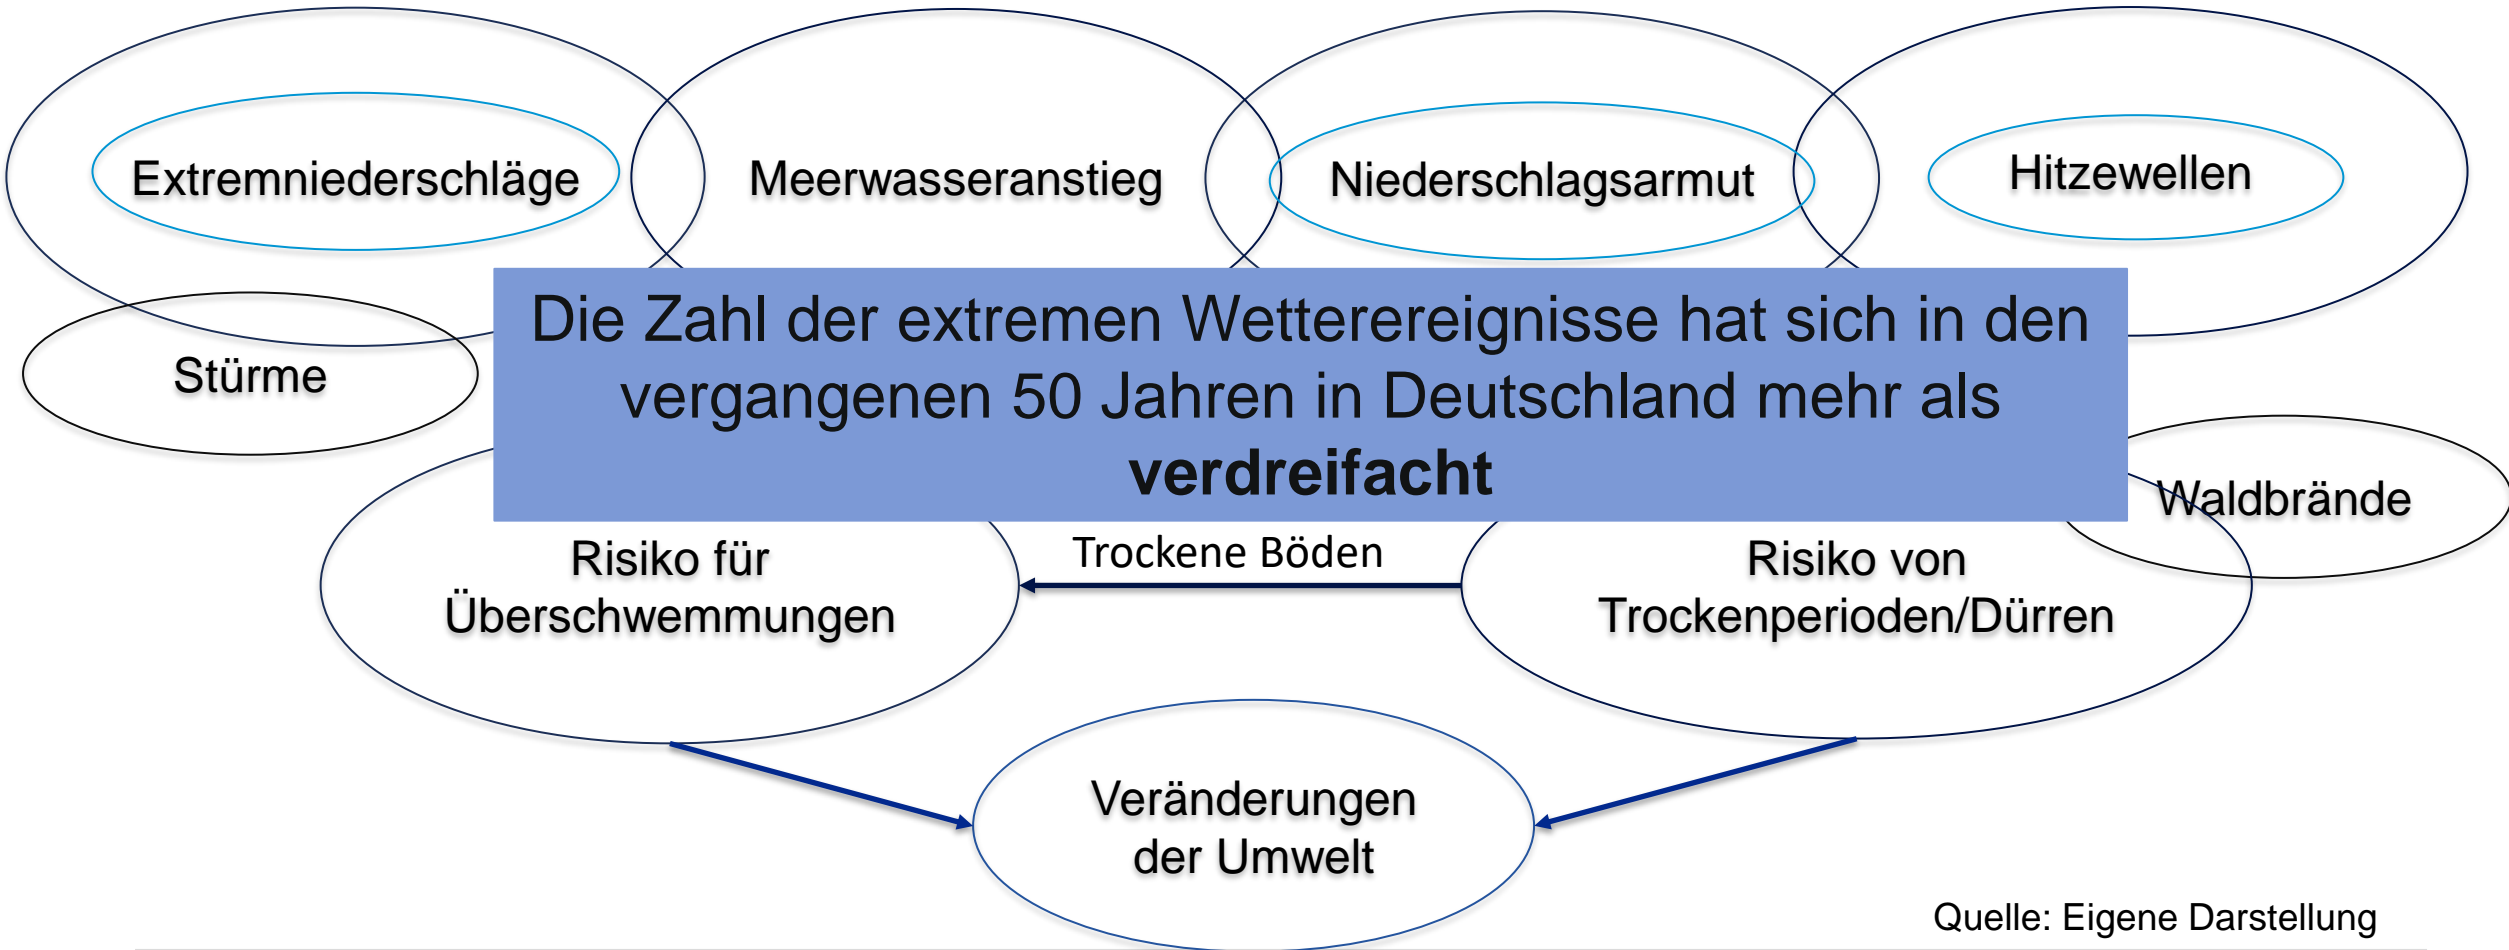 Extremniederschläge
Meerwasseranstieg
Niederschlagsarmut
Hitzewellen
Die Zahl der extremen Wetterereignisse hat sich in den
vergangenen 50 Jahren in Deutschland mehr als
verdreifacht
Stürme
Waldbrände
Risiko für
Überschwemmungen
Trockene Böden
Risiko von
Trockenperioden/Dürren
Veränderungen
der Umwelt
Quelle: Eigene Darstellung